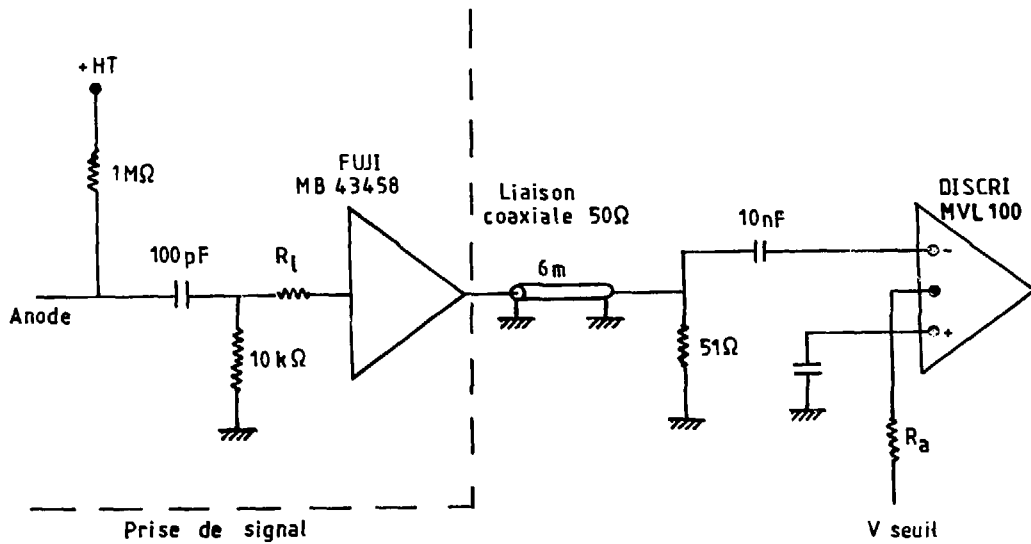 +HT
1MΩ
FUJI
MB 43458
Liaison
coaxiale 50Ω
DISCRI
MVL 100
10nF
100pF
Rl
6m
-
Anode
10kΩ
51Ω
+
Ra
Prise de signal
V seuil